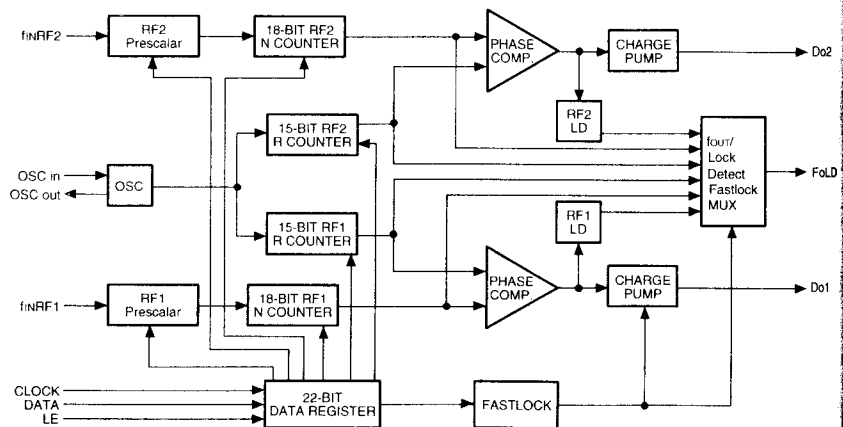 fINRF2
RF2
Prescalar
18-BIT RF2
N COUNTER
PHASE
COMP.
CHARGE
PUMP
Do2
RF2
LD
15-BIT RF2
R COUNTER
OSC in
OSC out
OSC
fOUT/
Lock
Detect
Fastlock
MUX
FoLD
15-BIT RF1
R COUNTER
RF1
LD
fINRF1
RF1
Prescalar
18-BIT RF1
N COUNTER
PHASE
COMP.
CHARGE
PUMP
Do1
CLOCK
DATA
LE
22-BIT
DATA REGISTER
FASTLOCK